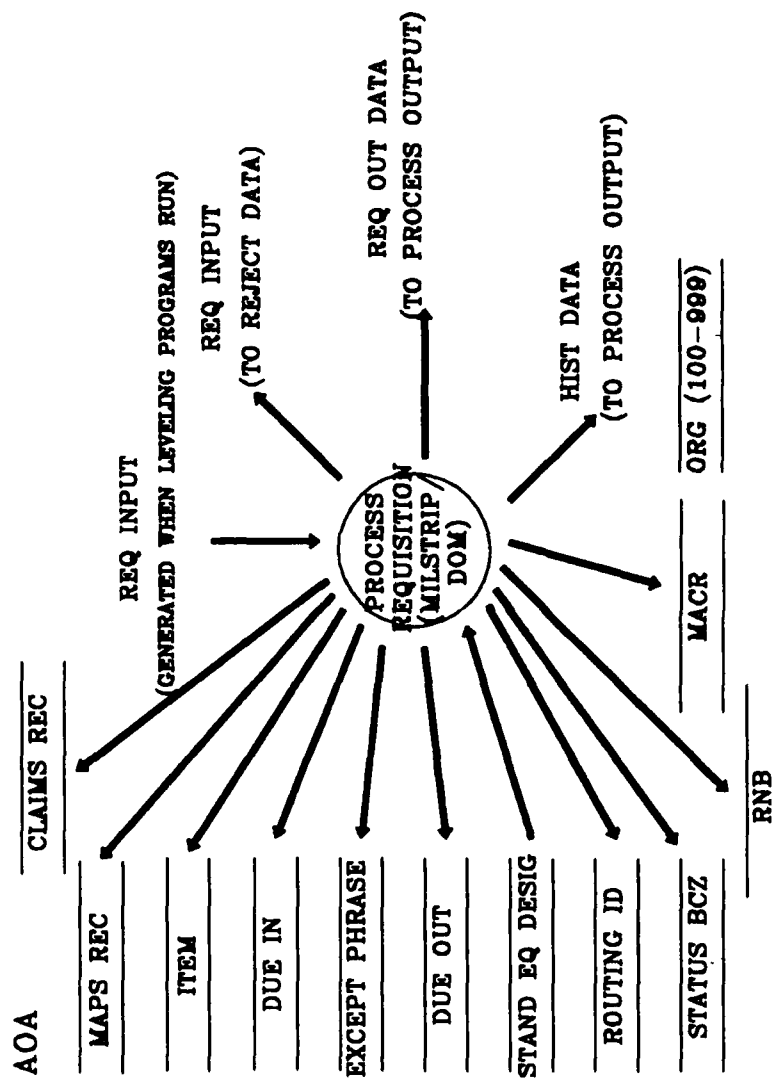 AOA
CLAIMS REC
MAPS REC
ITEM
DUE IN
EXCEPT PHRASE
DUE OUT
STAND EQ DESIG
ROUTING ID
STATUS BCZ
RNB
MACR
ORG (100-999)
REQ INPUT
(GENERATED WHEN LEVELING PROGRAMS RUN)
REQ INPUT
(TO REJECT DATA)
REQ OUT DATA
(TO PROCESS OUTPUT)
HIST DATA
(TO PROCESS OUTPUT)
PROCESS
REQUISITION
(MILSTRIP/
DOM)